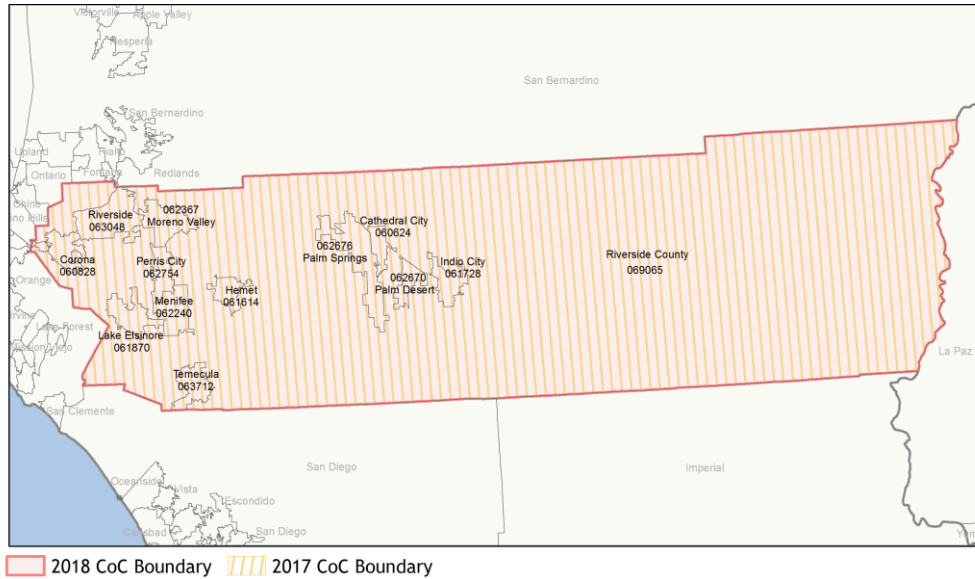 Victorville
Apple Valley
Hesperia
San Bernardino
San Bernardino
Upland
Rialto
Ontario
Fontana
Redlands
Chino
ino Hills
Riverside
063048
062367
Moreno Valley
Cathedral City
060624
062676
Palm Springs
Corona
060828
Perris City
062754
Indio City
061728
Riverside County
069065
062670
Palm Desert
Orange
Hemet
061614
Menifee
062240
Irvine
Lake Forest
Lake Elsinore
061870
Mission Viejo
La Paz
Temecula
063712
San Clemente
San Diego
Imperial
Oceanside
Vista
Escondido
Carlsbad
San Diego
Yum
2018 CoC Boundary
2017 CoC Boundary